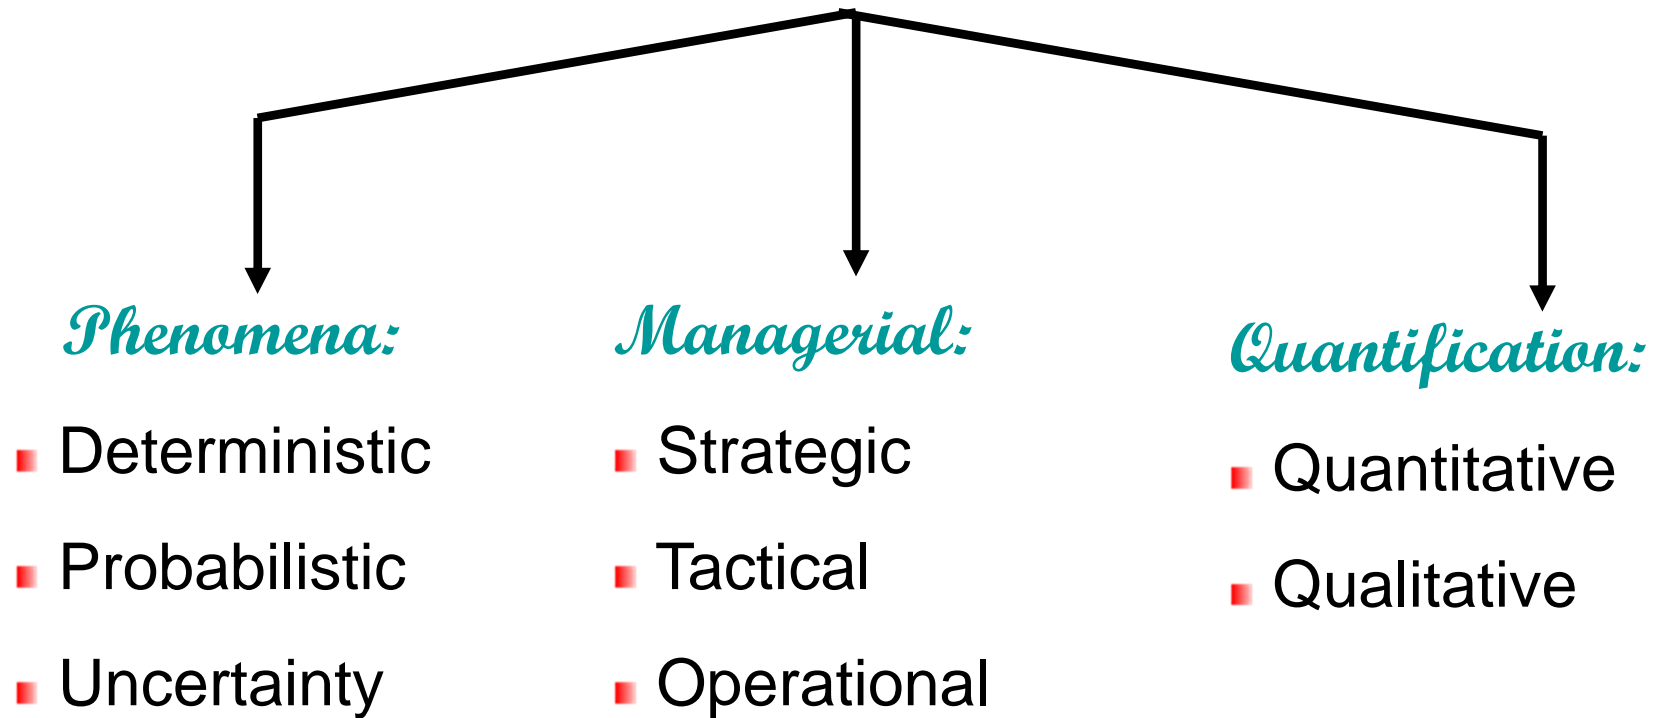 Phenomena:
Deterministic
Probabilistic
Uncertainty
Managerial:
Strategic
Tactical
Operational
Quantification:
Quantitative
Qualitative